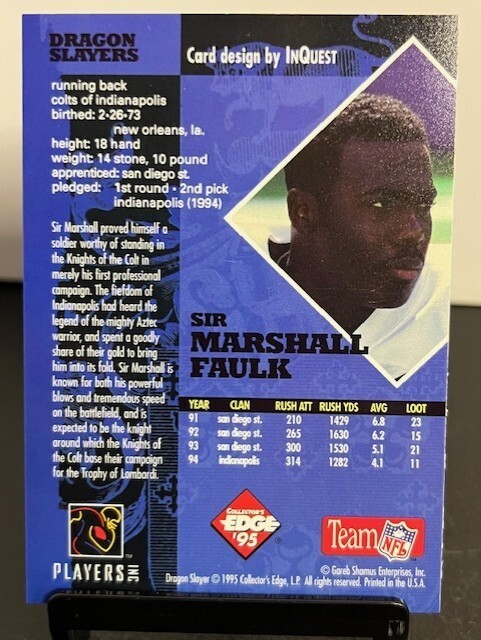 DRAGON
SLAYERS
Card design by INQUEST
running back
colts of indianapolis
birthed: 2•26•73
new orleans, la.
height: 18 hand
weight: 14 stone, 10 pound
apprenticed: san diego st.
pledged: 1st round • 2nd pick
indianapolis (1994)
Sir Marshall proved himself a
soldier worthy of standing in
the Knights of the Colt in
merely his first professional
campaign. The fiefdom of
Indianapolis had heard the
legend of the mighty Aztec
warrior, and spent a goodly
share of their gold to bring
him into its fold. Sir Marshall is
known for both his powerful
blows and tremendous speed
on the battlefield, and is
expected to be the knight
around which the Knights of
the Colt base their campaign
for the Trophy of Lombardi.
SIR
MARSHALL
FAULK
YEAR CLAN RUSH ATT RUSH YDS AVG LOOT
91 san diego st. 210 1429 6.8 23
92 san diego st. 265 1630 6.2 15
93 san diego st. 300 1530 5.1 21
94 indianapolis 314 1282 4.1 11
PLAYERS INC
TM
COLLECTOR'S
EDGE
'95
Team NFL
TM
© Gareb Shamus Enterprises, Inc.
Dragon Slayer © 1995 Collector's Edge, L.P. All rights reserved. Printed in the U.S.A.